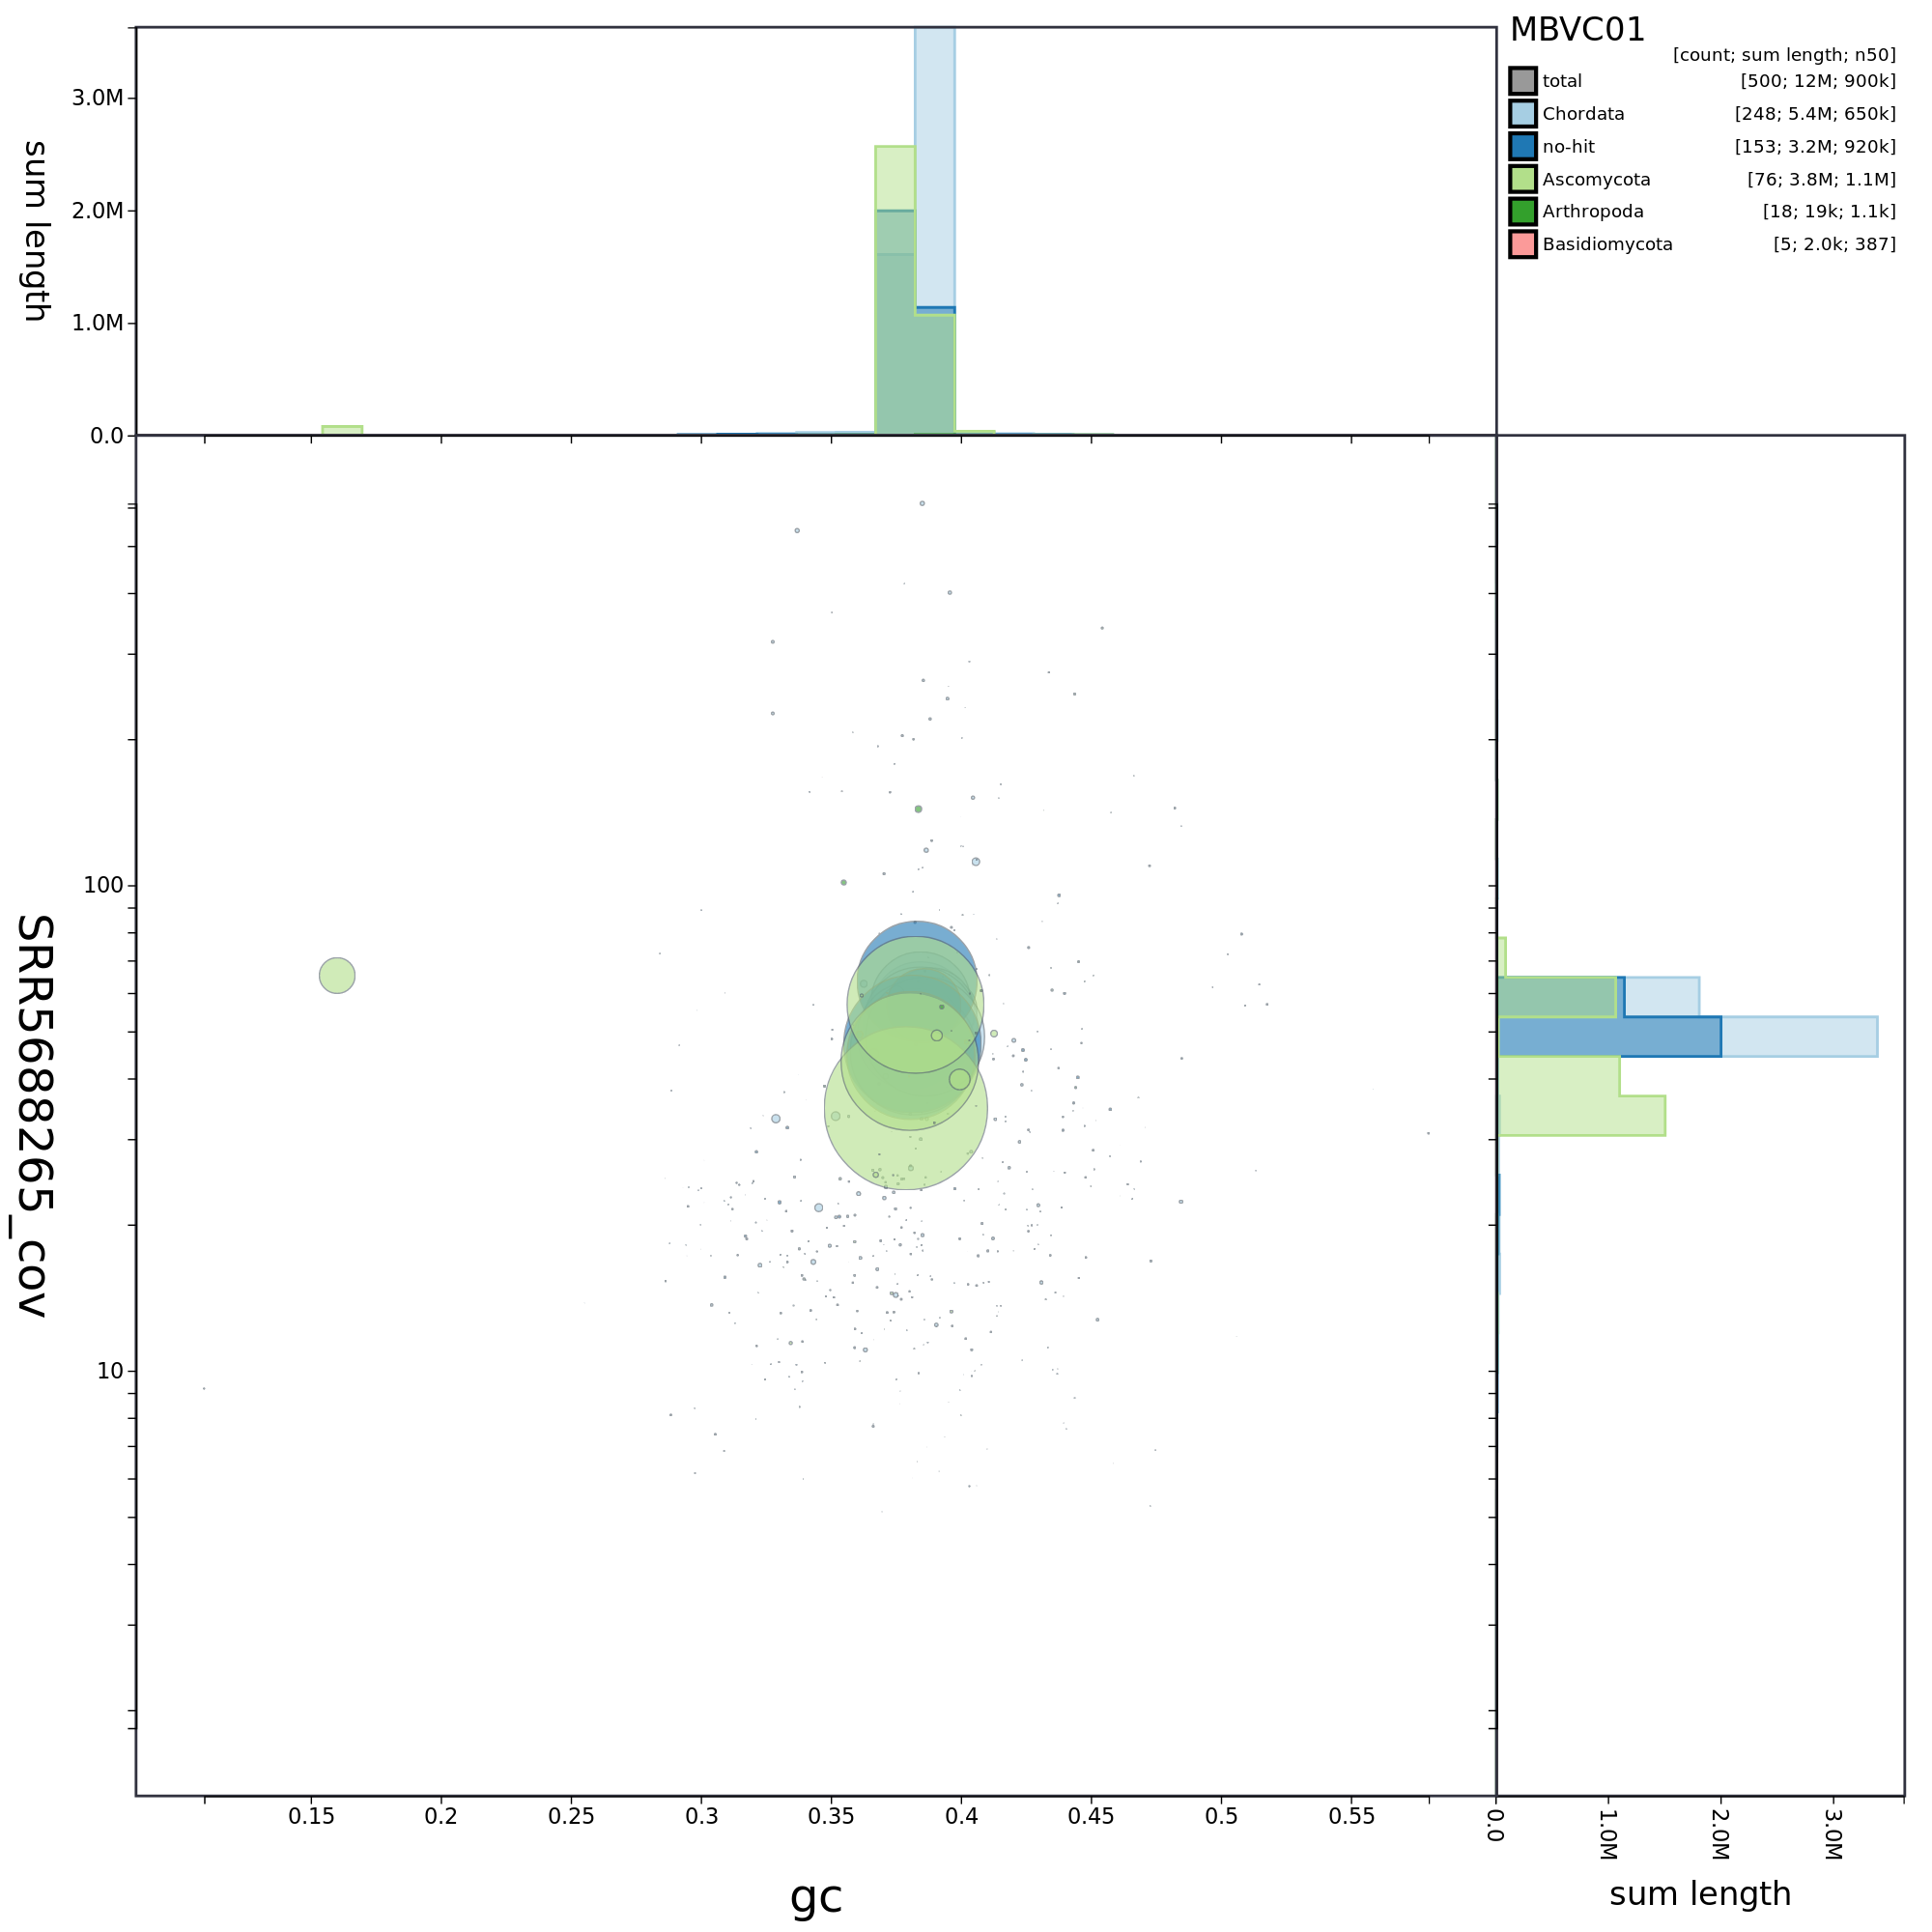 MBVC01
[count; sum length; n50]
total [500; 12M; 900k]
Chordata [248; 5.4M; 650k]
no-hit [153; 3.2M; 920k]
Ascomycota [76; 3.8M; 1.1M]
Arthropoda [18; 19k; 1.1k]
Basidiomycota [5; 2.0k; 387]
sum length
3.0M
2.0M
1.0M
0.0
SRR5688265_cov
100
10
0.15 0.2 0.25 0.3 0.35 0.4 0.45 0.5 0.55
gc
0.0 1.0M 2.0M 3.0M
sum length